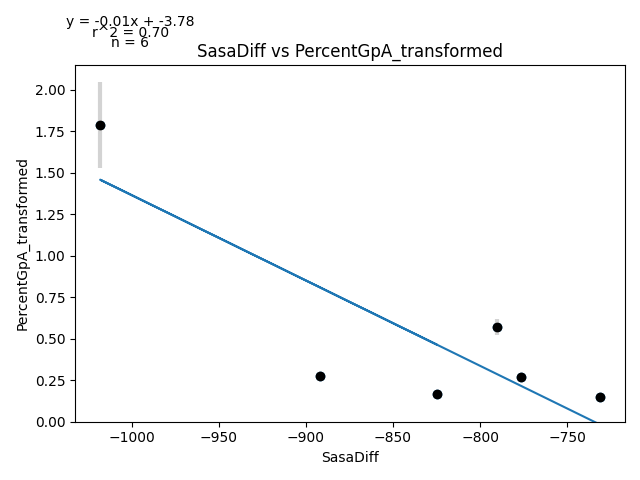 y = -0.01x + -3.78
r^2 = 0.70
n = 6
SasaDiff vs PercentGpA_transformed
PercentGpA_transformed
2.00
1.75
1.50
1.25
1.00
0.75
0.50
0.25
0.00
−1000 −950 −900 −850 −800 −750
SasaDiff